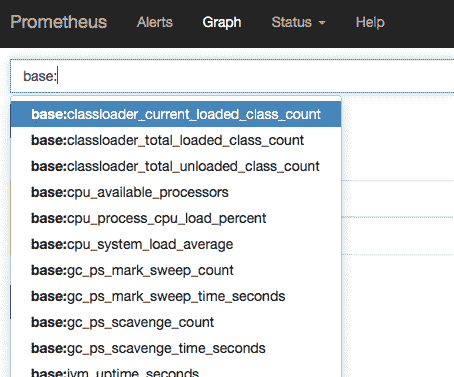 Prometheus Alerts Graph Status Help
base:
base:classloader_current_loaded_class_count
base:classloader_total_loaded_class_count
base:classloader_total_unloaded_class_count
base:cpu_available_processors
base:cpu_process_cpu_load_percent
base:cpu_system_load_average
base:gc_ps_mark_sweep_count
base:gc_ps_mark_sweep_time_seconds
base:gc_ps_scavenge_count
base:gc_ps_scavenge_time_seconds
base:jvm_uptime_seconds